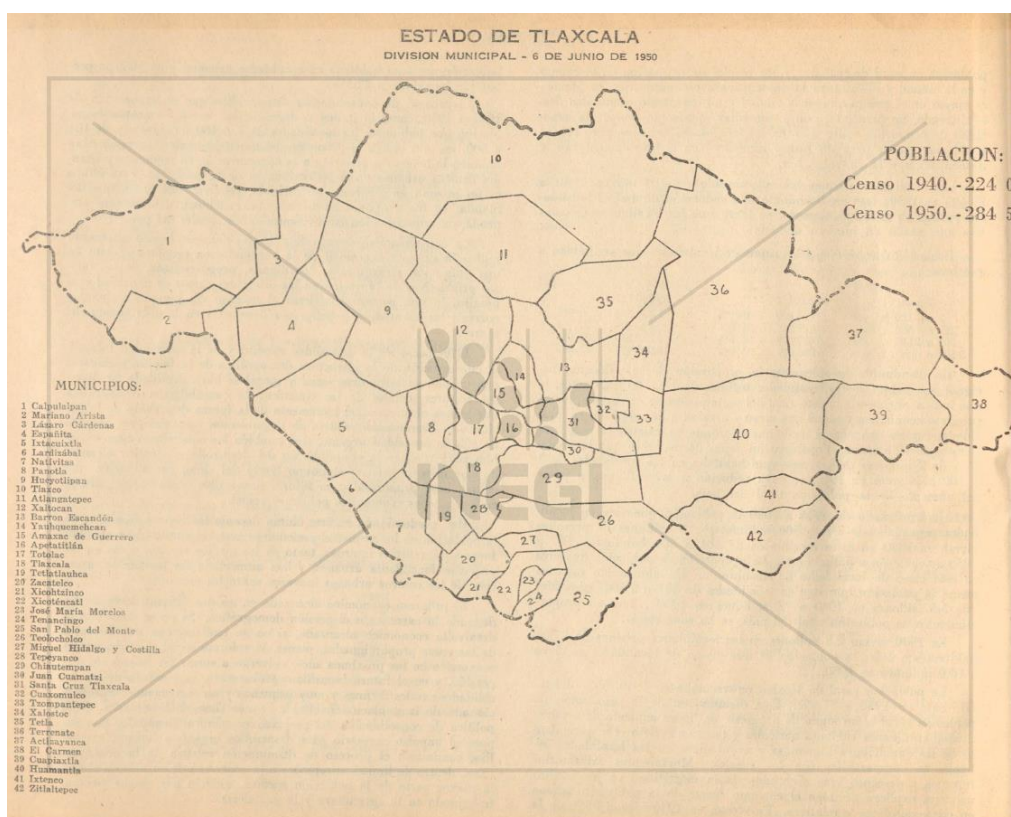 ESTADO DE TLAXCALA
DIVISION MUNICIPAL - 6 DE JUNIO DE 1950
POBLACION:
Censo 1940.-224 0
Censo 1950.-284 5
10
1
3
11
36
2
4
9
35
12
37
34
13
14
15
38
5
8
17
16
31
32
33
40
39
30
18
29
INEGI
6
7
19
28
26
41
42
27
20
21
22
23
24
25
MUNICIPIOS:
1 Calpulalpan
2 Mariano Arista
3 Lázaro Cárdenas
4 Españita
5 Ixtacuixtla
6 Lardizábal
7 Nativitas
8 Panotla
9 Hueyotlipan
10 Tlaxco
11 Atlangatepec
12 Xaltocan
13 Barron Escandón
14 Yauhquemehcan
15 Amaxac de Guerrero
16 Apetatitlán
17 Totolac
18 Tlaxcala
19 Tetlatlauhca
20 Zacatelco
21 Xicohtzinco
22 Xicoténcatl
23 José María Morelos
24 Tenancingo
25 San Pablo del Monte
26 Teolocholco
27 Miguel Hidalgo y Costilla
28 Tepeyanco
29 Chiautempan
30 Juan Cuamatzi
31 Santa Cruz Tlaxcala
32 Cuaxomulco
33 Tzompantepec
34 Xalostoc
35 Tetla
36 Terrenate
37 Actlzayanca
38 El Carmen
39 Cuapiaxtla
40 Huamantla
41 Ixtenco
42 Zitlaltepec